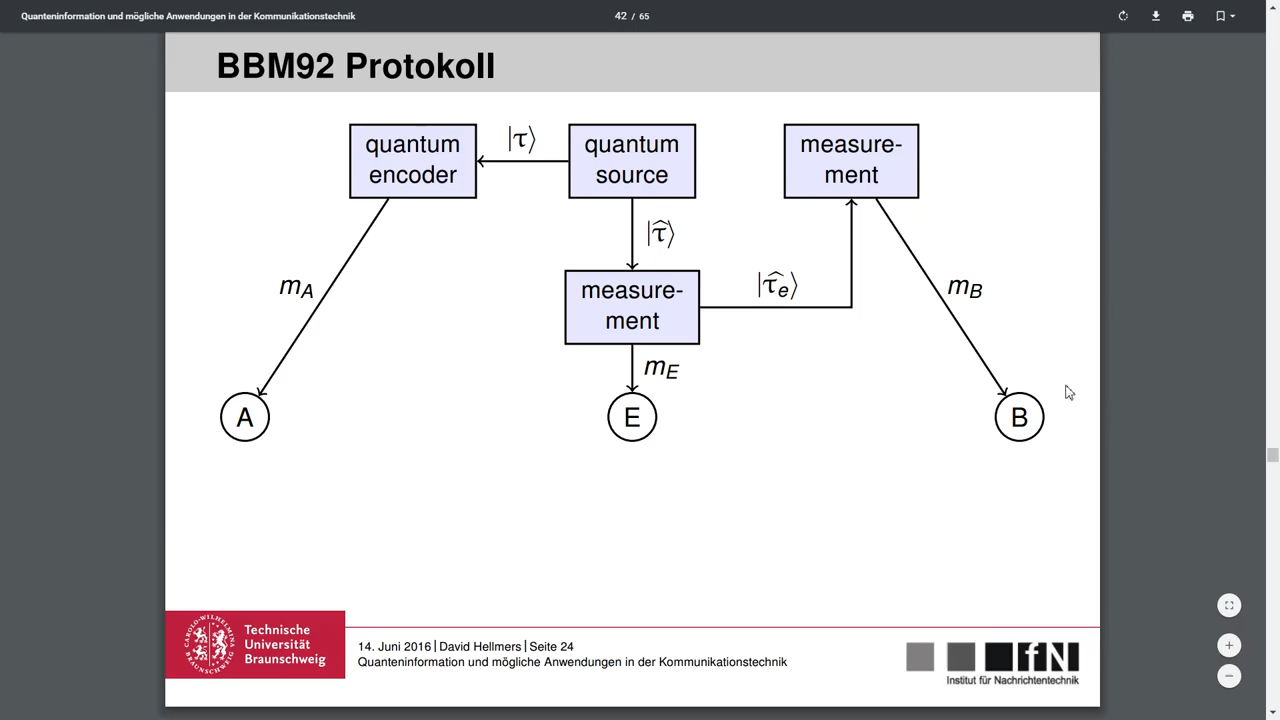 Quanteninformation und mögliche Anwendungen in der Kommunikationstechnik
42 / 65
BBM92 Protokoll
quantum
encoder
|τ⟩
quantum
source
measure-
ment
|τ̂⟩
measure-
ment
|τ̂ₑ⟩
m_A
m_B
m_E
A
E
B
Technische
Universität
Braunschweig
14. Juni 2016 | David Hellmers | Seite 24
Quanteninformation und mögliche Anwendungen in der Kommunikationstechnik
ifN
Institut für Nachrichtentechnik